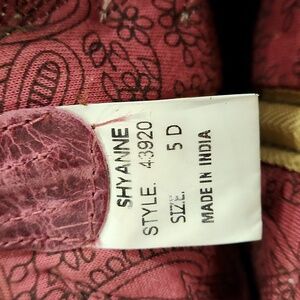 SHYANNE
STYLE. 43920
SIZE. 5 D
MADE IN INDIA